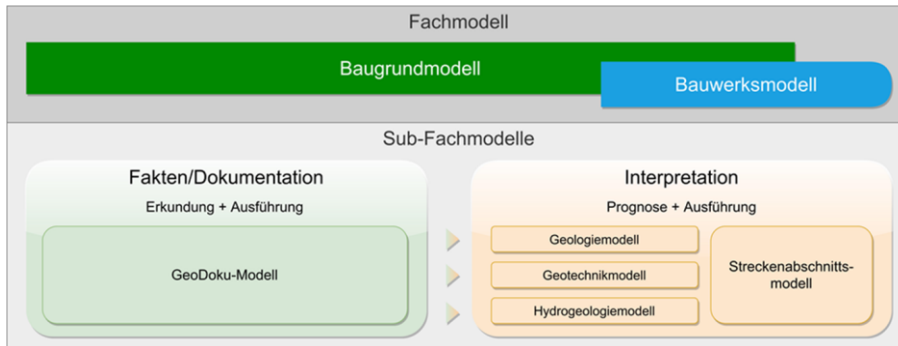 Fachmodell
Baugrundmodell
Bauwerksmodell
Sub-Fachmodelle
Fakten/Dokumentation
Erkundung + Ausführung
GeoDoku-Modell
Interpretation
Prognose + Ausführung
Geologiemodell
Geotechnikmodell
Hydrogeologiemodell
Streckenabschnitts-
modell